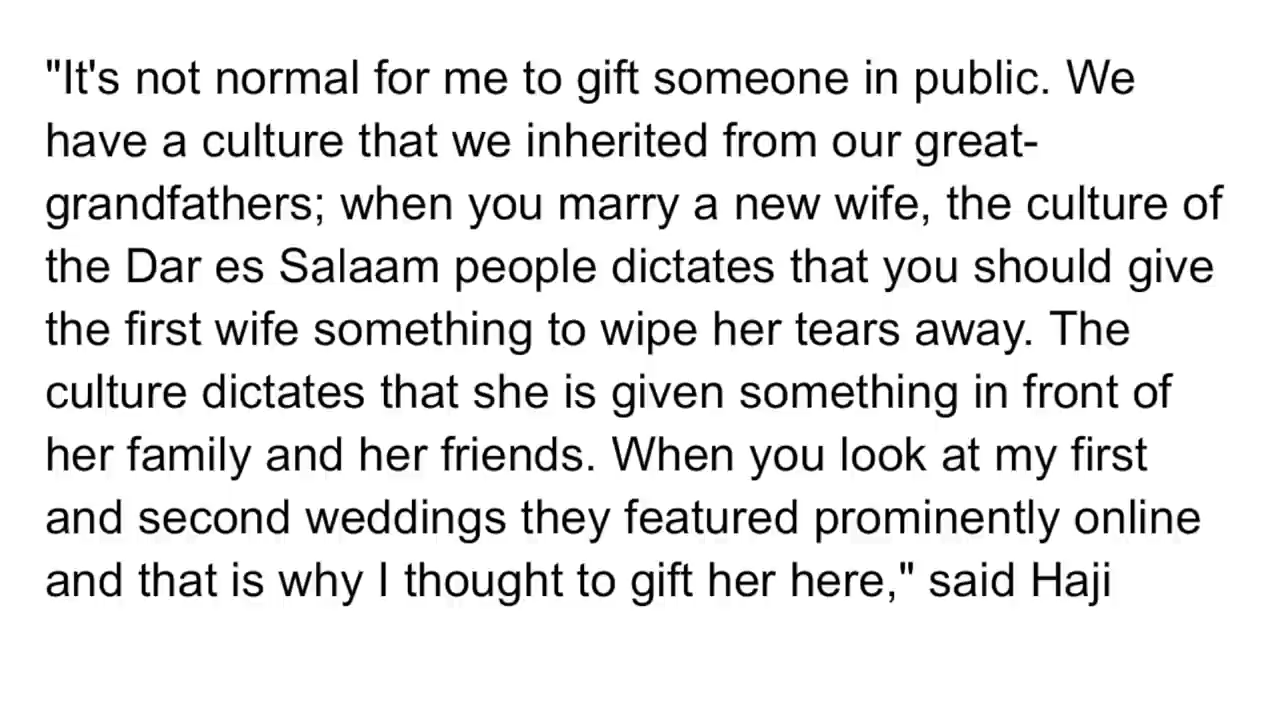 "It's not normal for me to gift someone in public. We
have a culture that we inherited from our great-
grandfathers; when you marry a new wife, the culture of
the Dar es Salaam people dictates that you should give
the first wife something to wipe her tears away. The
culture dictates that she is given something in front of
her family and her friends. When you look at my first
and second weddings they featured prominently online
and that is why I thought to gift her here," said Haji